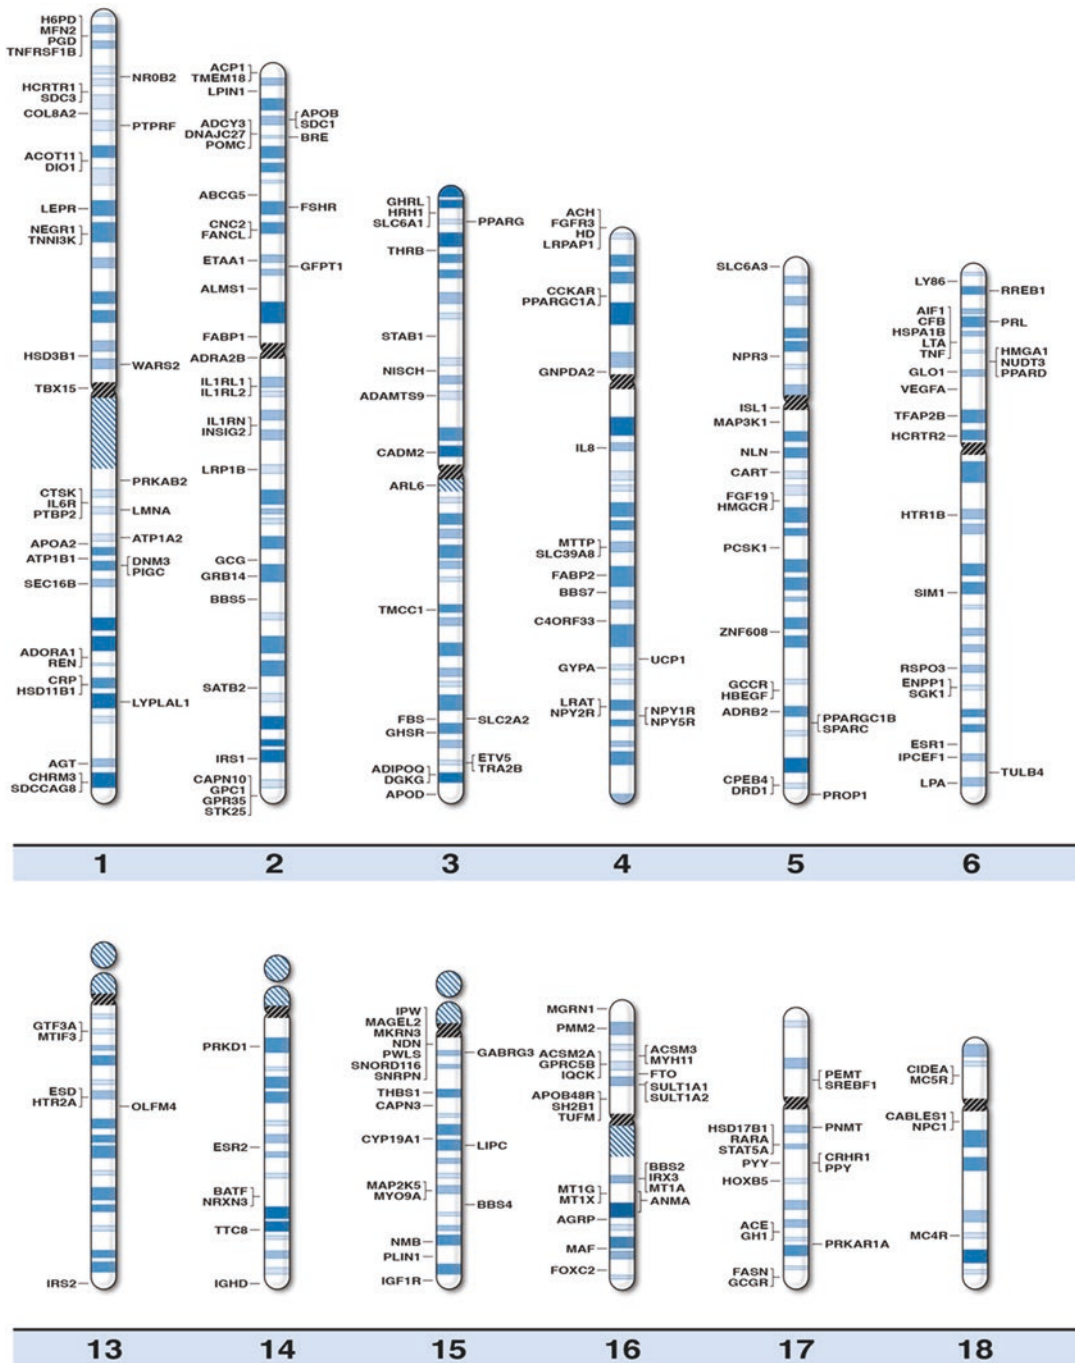 H6PD
MFN2
PGD
TNFRSF1B
NR0B2
HCRTR1
SDC3
COL8A2
PTPRF
ACOT11
DIO1
LEPR
NEGR1
TNNI3K
HSD3B1
WARS2
TBX15
PRKAB2
CTSK
IL6R
PTBP2
LMNA
APOA2
ATP1A2
ATP1B1
DNM3
PIGC
SEC16B
ADORA1
REN
CRP
HSD11B1
LYPLAL1
AGT
CHRM3
SDCCAG8
ACP1
TMEM18
LPIN1
APOB
SDC1
ADCY3
DNAJC27
POMC
BRE
ABCG5
FSHR
CNC2
FANCL
ETAA1
GFPT1
ALMS1
FABP1
ADRA2B
IL1RL1
IL1RL2
IL1RN
INSIG2
LRP1B
GCG
GRB14
BBS5
SATB2
IRS1
CAPN10
GPC1
GPR35
STK25
GHRL
HRH1
SLC6A1
PPARG
THRB
STAB1
NISCH
ADAMTS9
CADM2
ARL6
TMCC1
FBS
SLC2A2
GHSR
ETV5
TRA2B
ADIPOQ
DGKG
APOD
ACH
FGFR3
HD
LRPAP1
CCKAR
PPARGC1A
GNPDA2
IL8
MTTP
SLC39A8
FABP2
BBS7
C4ORF33
UCP1
GYPA
LRAT
NPY2R
NPY1R
NPY5R
SLC6A3
NPR3
ISL1
MAP3K1
NLN
CART
FGF19
HMGCR
PCSK1
ZNF608
GCCR
HBEGF
ADRB2
PPARGC1B
SPARC
CPEB4
DRD1
PROP1
LY86
RREB1
AIF1
CFB
HSPA1B
LTA
TNF
PRL
HMGA1
NUDT3
PPARD
GLO1
VEGFA
TFAP2B
HCRTR2
HTR1B
SIM1
RSPO3
ENPP1
SGK1
ESR1
IPCEF1
TULB4
LPA
1 2 3 4 5 6
GTF3A
MTIF3
ESD
HTR2A
OLFM4
IRS2
PRKD1
ESR2
BATF
NRXN3
TTC8
IGHD
IPW
MAGEL2
MKRN3
NDN
PWLS
SNORD116
SNRPN
GABRG3
THBS1
CAPN3
CYP19A1
LIPC
MAP2K5
MYO9A
BBS4
NMB
PLIN1
IGF1R
MGRN1
PMM2
ACSM2A
GPRC5B
IQCK
ACSM3
MYH11
FTO
SULT1A1
SULT1A2
APOB48R
SH2B1
TUFM
BBS2
IRX3
MT1A
ANMA
MT1G
MT1X
AGRP
MAF
FOXC2
PEMT
SREBF1
HSD17B1
RARA
STAT5A
PNMT
PYY
CRHR1
PPY
HOXB5
ACE
GH1
PRKAR1A
FASN
GCGR
CIDEA
MC5R
CABLES1
NPC1
MC4R
13 14 15 16 17 18